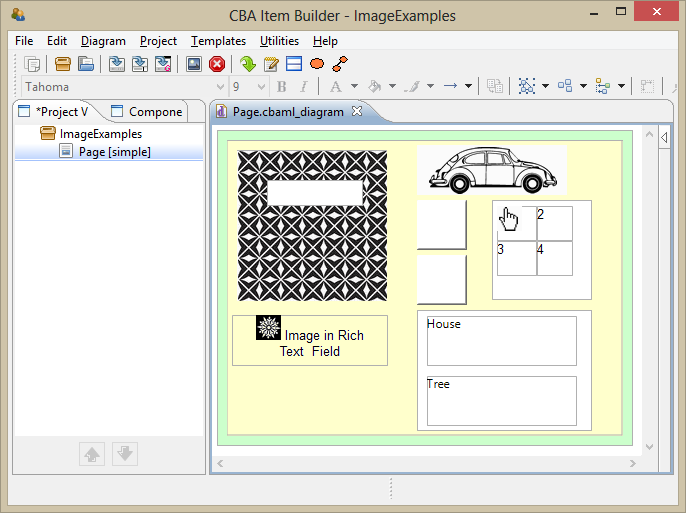 CBA Item Builder - ImageExamples
File Edit Diagram Project Templates Utilities Help
Tahoma 9 B I A
*Project V Compone Page.cbaml_diagram
ImageExamples
Page [simple]
2
3 4
Image in Rich
Text Field
House
Tree